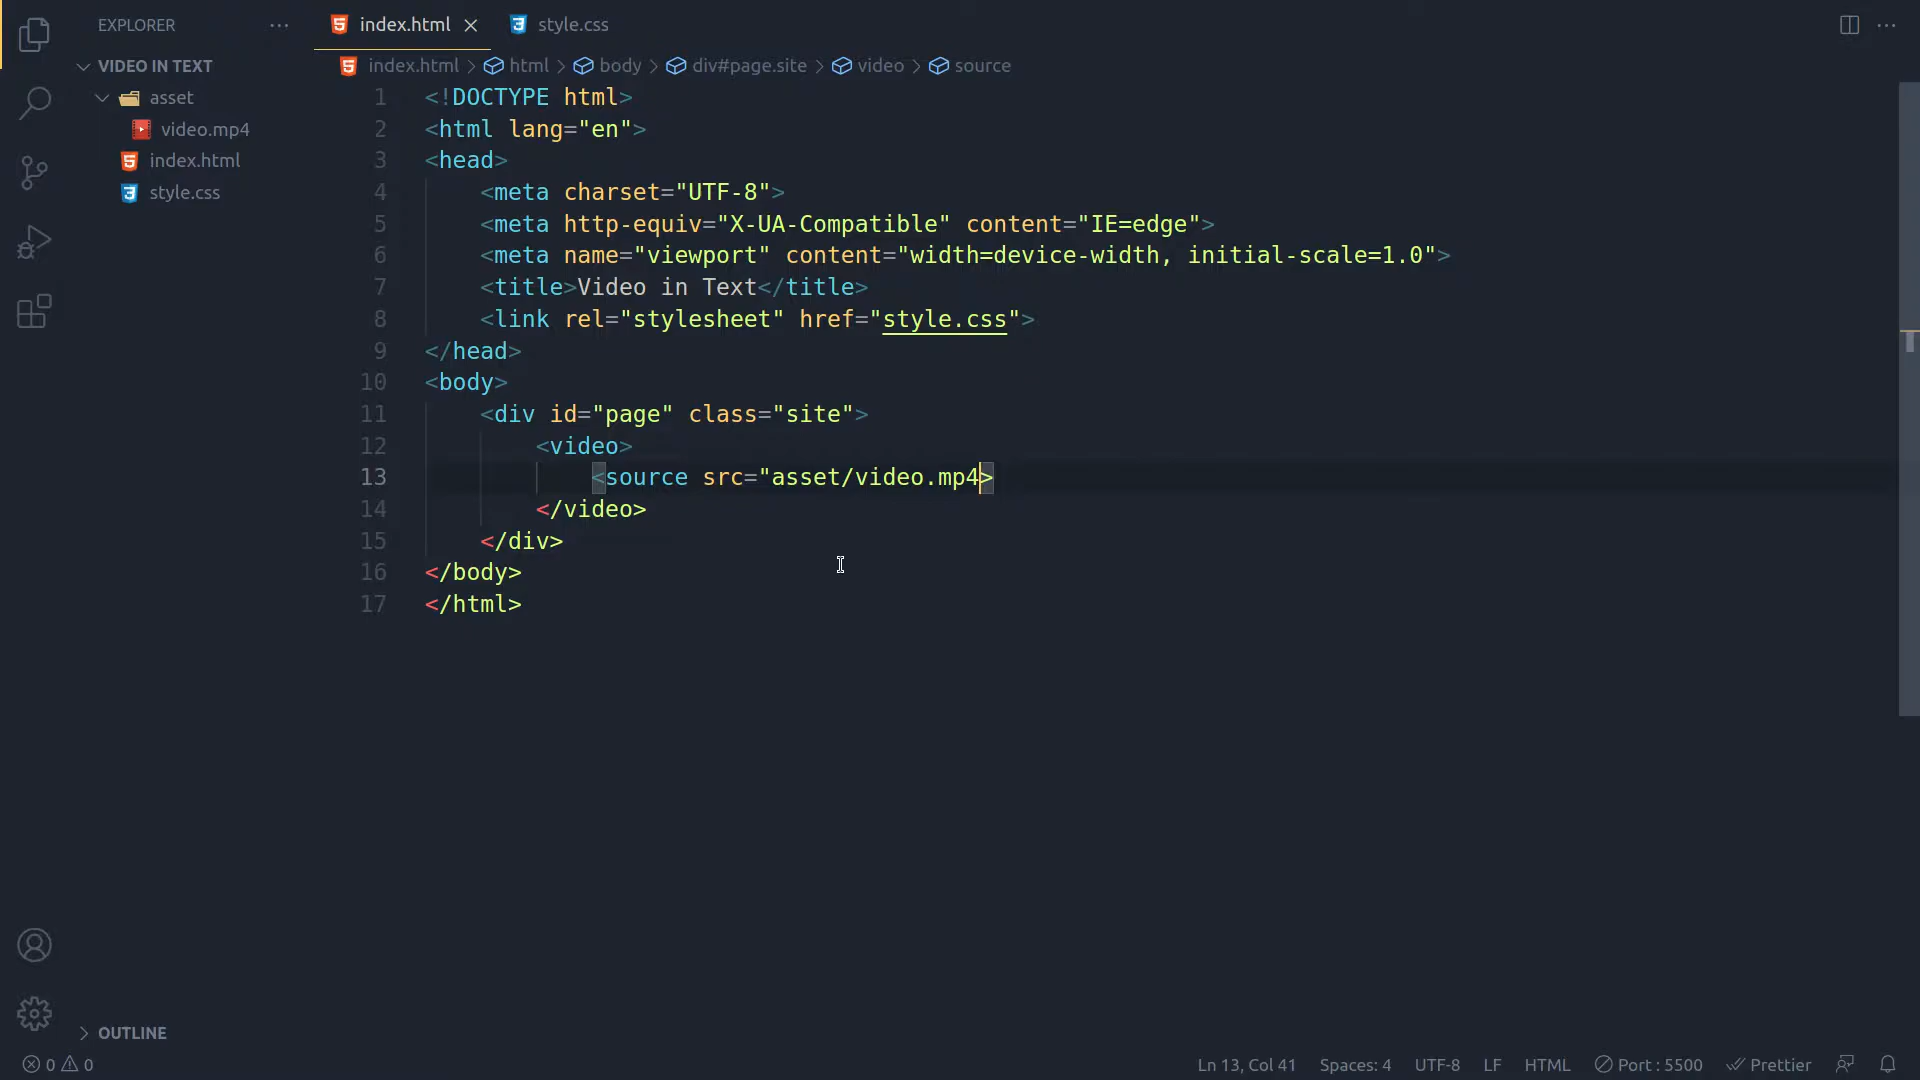 EXPLORER
VIDEO IN TEXT
asset
video.mp4
index.html
style.css
OUTLINE
index.html
style.css
index.html > html > body > div#page.site > video > source
1 <!DOCTYPE html>
2 <html lang="en">
3 <head>
4 <meta charset="UTF-8">
5 <meta http-equiv="X-UA-Compatible" content="IE=edge">
6 <meta name="viewport" content="width=device-width, initial-scale=1.0">
7 <title>Video in Text</title>
8 <link rel="stylesheet" href="style.css">
9 </head>
10 <body>
11 <div id="page" class="site">
12 <video>
13 <source src="asset/video.mp4>
14 </video>
15 </div>
16 </body>
17 </html>
0 0 Ln 13, Col 41 Spaces: 4 UTF-8 LF HTML Port : 5500 Prettier